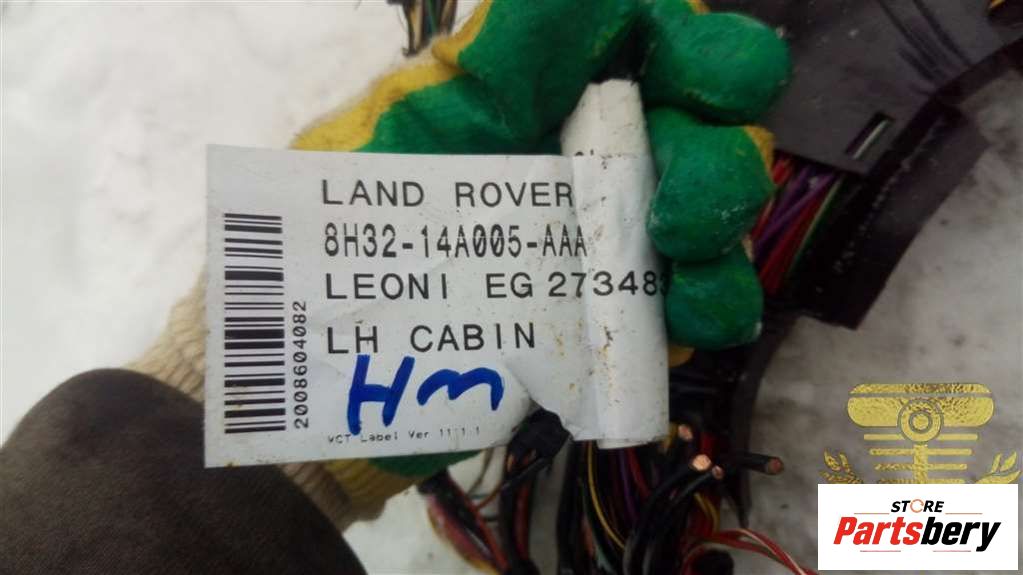 LAND ROVER
8H32-14A005-AAA
LEONI EG 27348
LH CABIN
Hm
VCT Label Ver 11.1.1
2008604082
STORE
Partsbery